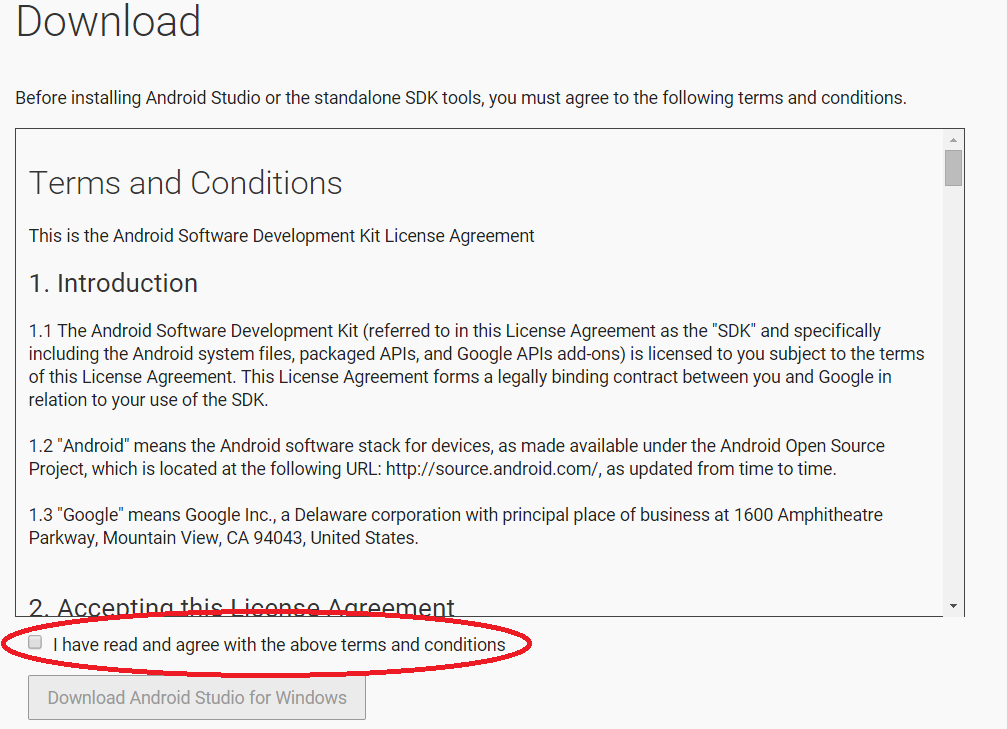 Download
Before installing Android Studio or the standalone SDK tools, you must agree to the following terms and conditions.
Terms and Conditions
This is the Android Software Development Kit License Agreement
1. Introduction
1.1 The Android Software Development Kit (referred to in this License Agreement as the "SDK" and specifically
including the Android system files, packaged APIs, and Google APIs add-ons) is licensed to you subject to the terms
of this License Agreement. This License Agreement forms a legally binding contract between you and Google in
relation to your use of the SDK.
1.2 "Android" means the Android software stack for devices, as made available under the Android Open Source
Project, which is located at the following URL: http://source.android.com/, as updated from time to time.
1.3 "Google" means Google Inc., a Delaware corporation with principal place of business at 1600 Amphitheatre
Parkway, Mountain View, CA 94043, United States.
2. Accepting this License Agreement
I have read and agree with the above terms and conditions
Download Android Studio for Windows